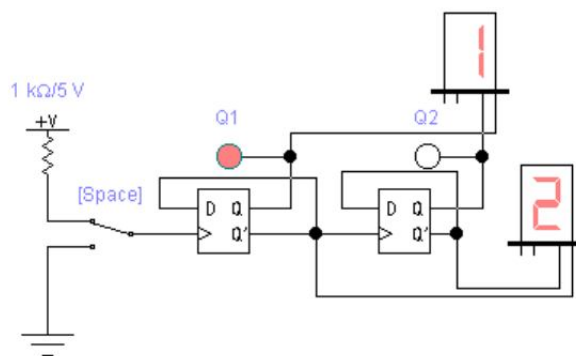 1
1 kΩ/5 V
+V
Q1
Q2
[Space]
2
D Q
Q'
D Q
Q'